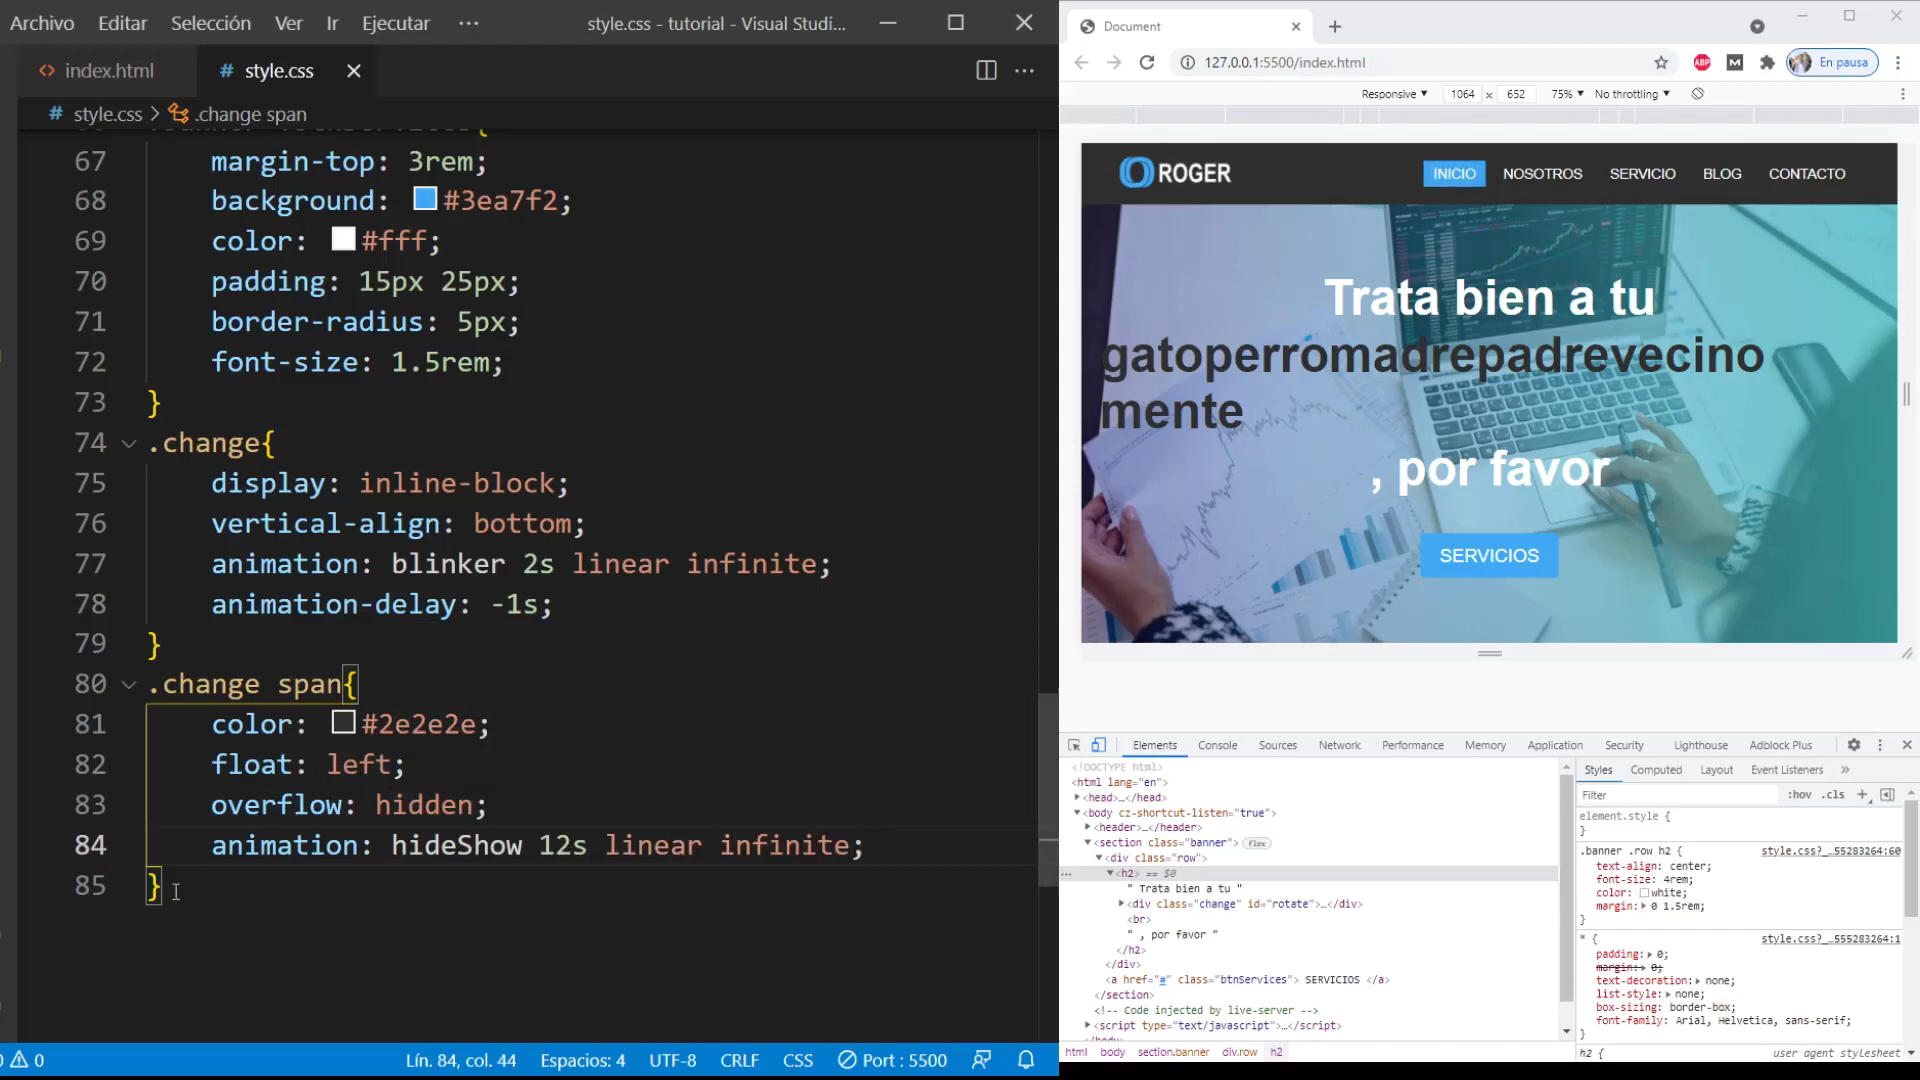 Archivo Editar Selección Ver Ir Ejecutar ··· style.css - tutorial - Visual Studi...
index.html style.css
style.css > .change span
67 margin-top: 3rem;
68 background: #3ea7f2;
69 color: #fff;
70 padding: 15px 25px;
71 border-radius: 5px;
72 font-size: 1.5rem;
73 }
74 .change{
75 display: inline-block;
76 vertical-align: bottom;
77 animation: blinker 2s linear infinite;
78 animation-delay: -1s;
79 }
80 .change span{
81 color: #2e2e2e;
82 float: left;
83 overflow: hidden;
84 animation: hideShow 12s linear infinite;
85 }
0 Lín. 84, col. 44 Espacios: 4 UTF-8 CRLF CSS Port : 5500
Document
127.0.0.1:5500/index.html ABP M En pausa
Responsive 1064 x 652 75% No throttling
ROGER INICIO NOSOTROS SERVICIO BLOG CONTACTO
Trata bien a tu
gatoperromadrepadrevecino
mente
, por favor
SERVICIOS
Elements Console Sources Network Performance Memory Application Security Lighthouse Adblock Plus
<!DOCTYPE html>
<html lang="en">
<head>…</head>
<body cz-shortcut-listen="true">
<header>…</header>
<section class="banner"> flex
<div class="row">
<h2> == $0
" Trata bien a tu "
<div class="change" id="rotate">…</div>
<br>
" , por favor "
</h2>
</div>
<a href="#" class="btnServices"> SERVICIOS </a>
</section>
<!-- Code injected by live-server -->
<script type="text/javascript">…</script>
html body section.banner div.row h2
Styles Computed Layout Event Listeners »
Filter :hov .cls +
element.style {
}
.banner .row h2 { style.css?_…55283264:60
text-align: center;
font-size: 4rem;
color: white;
margin: 0 1.5rem;
}
* { style.css?_…555283264:1
padding: 0;
margin: 0;
text-decoration: none;
list-style: none;
box-sizing: border-box;
font-family: Arial, Helvetica, sans-serif;
}
h2 { user agent stylesheet